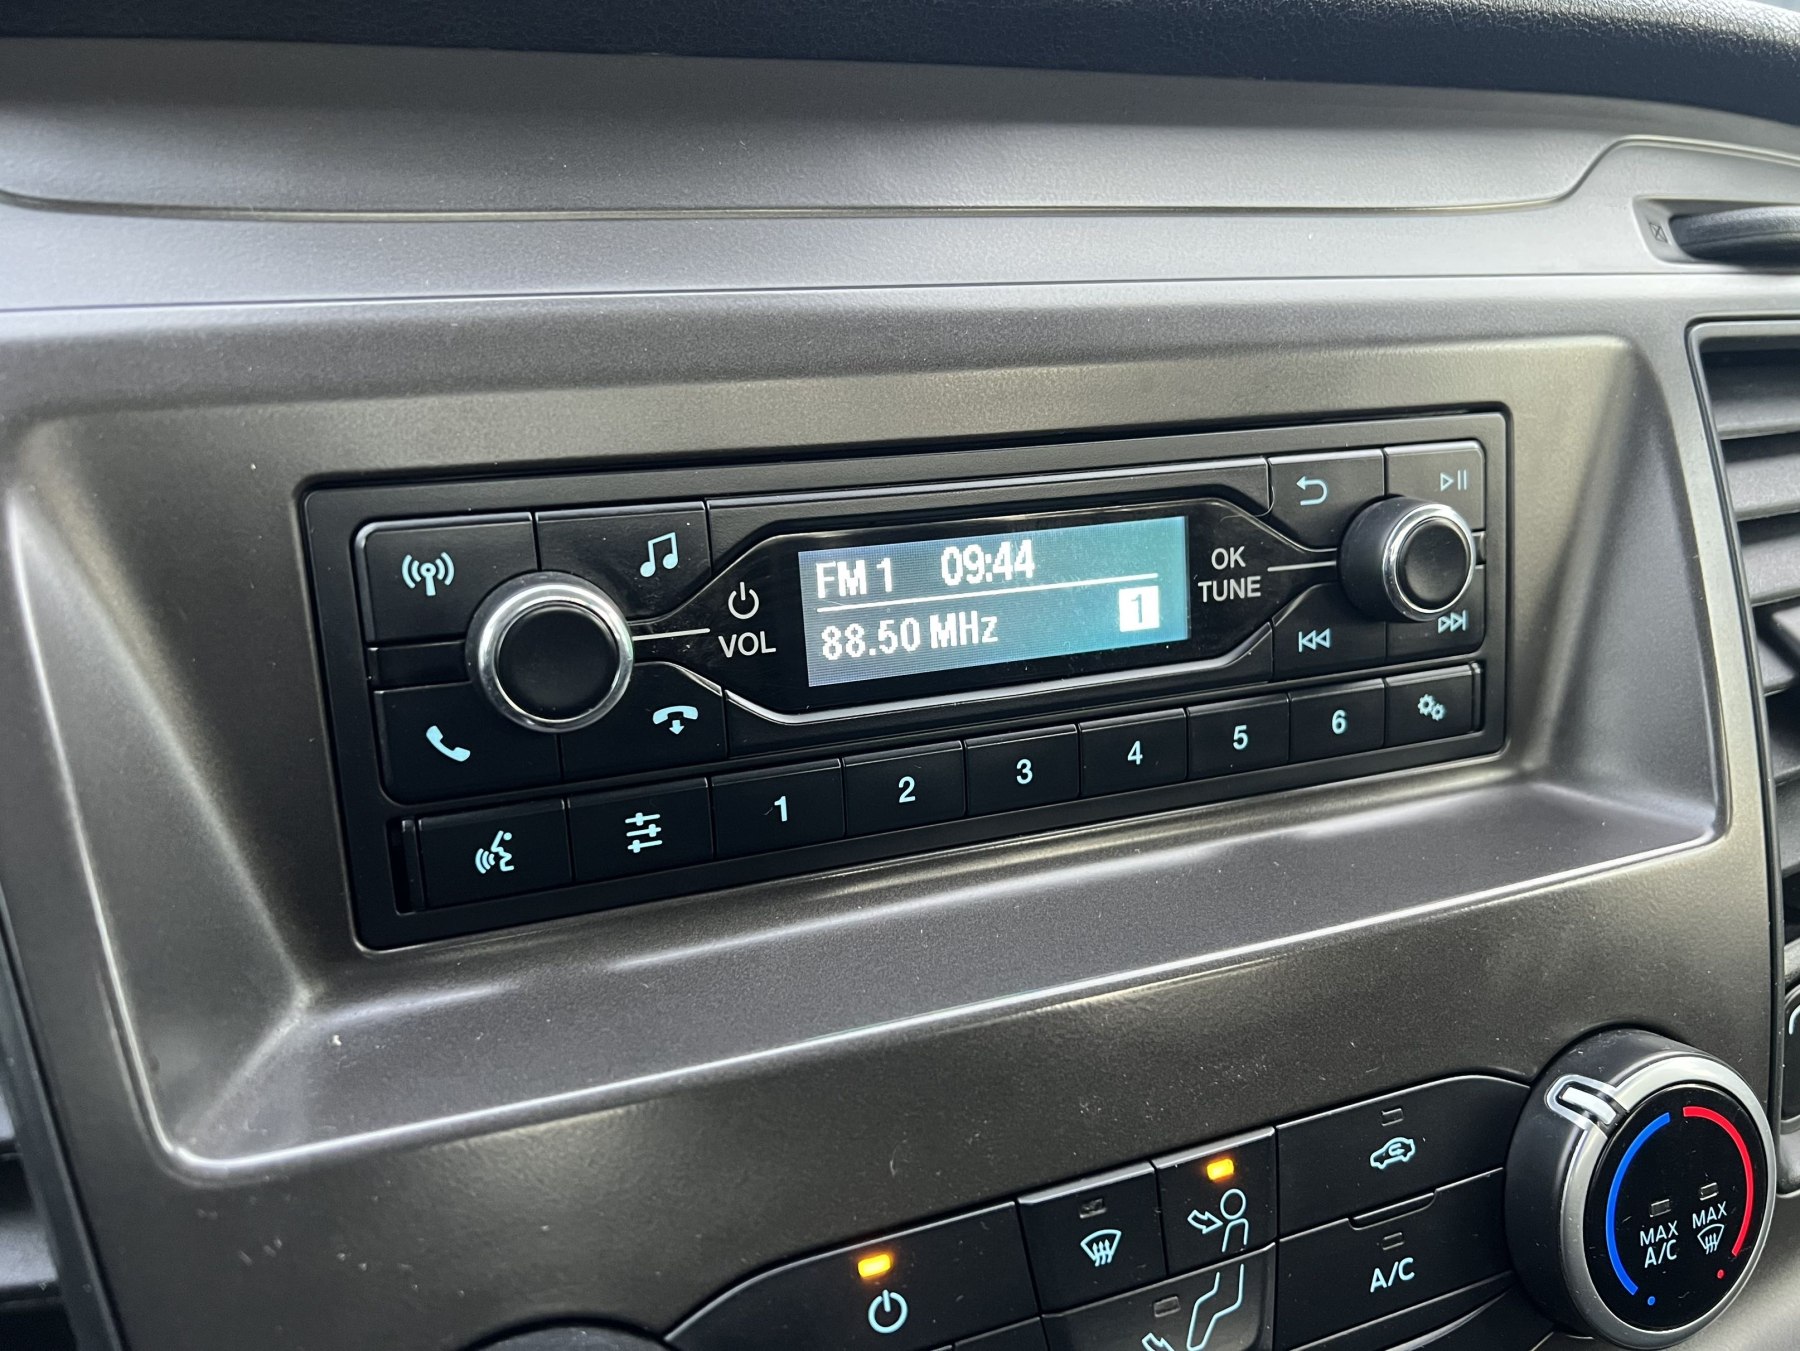 FM 1 09:44
88.50 MHz 1
VOL
OK
TUNE
1 2 3 4 5 6
A/C
MAX
A/C
MAX